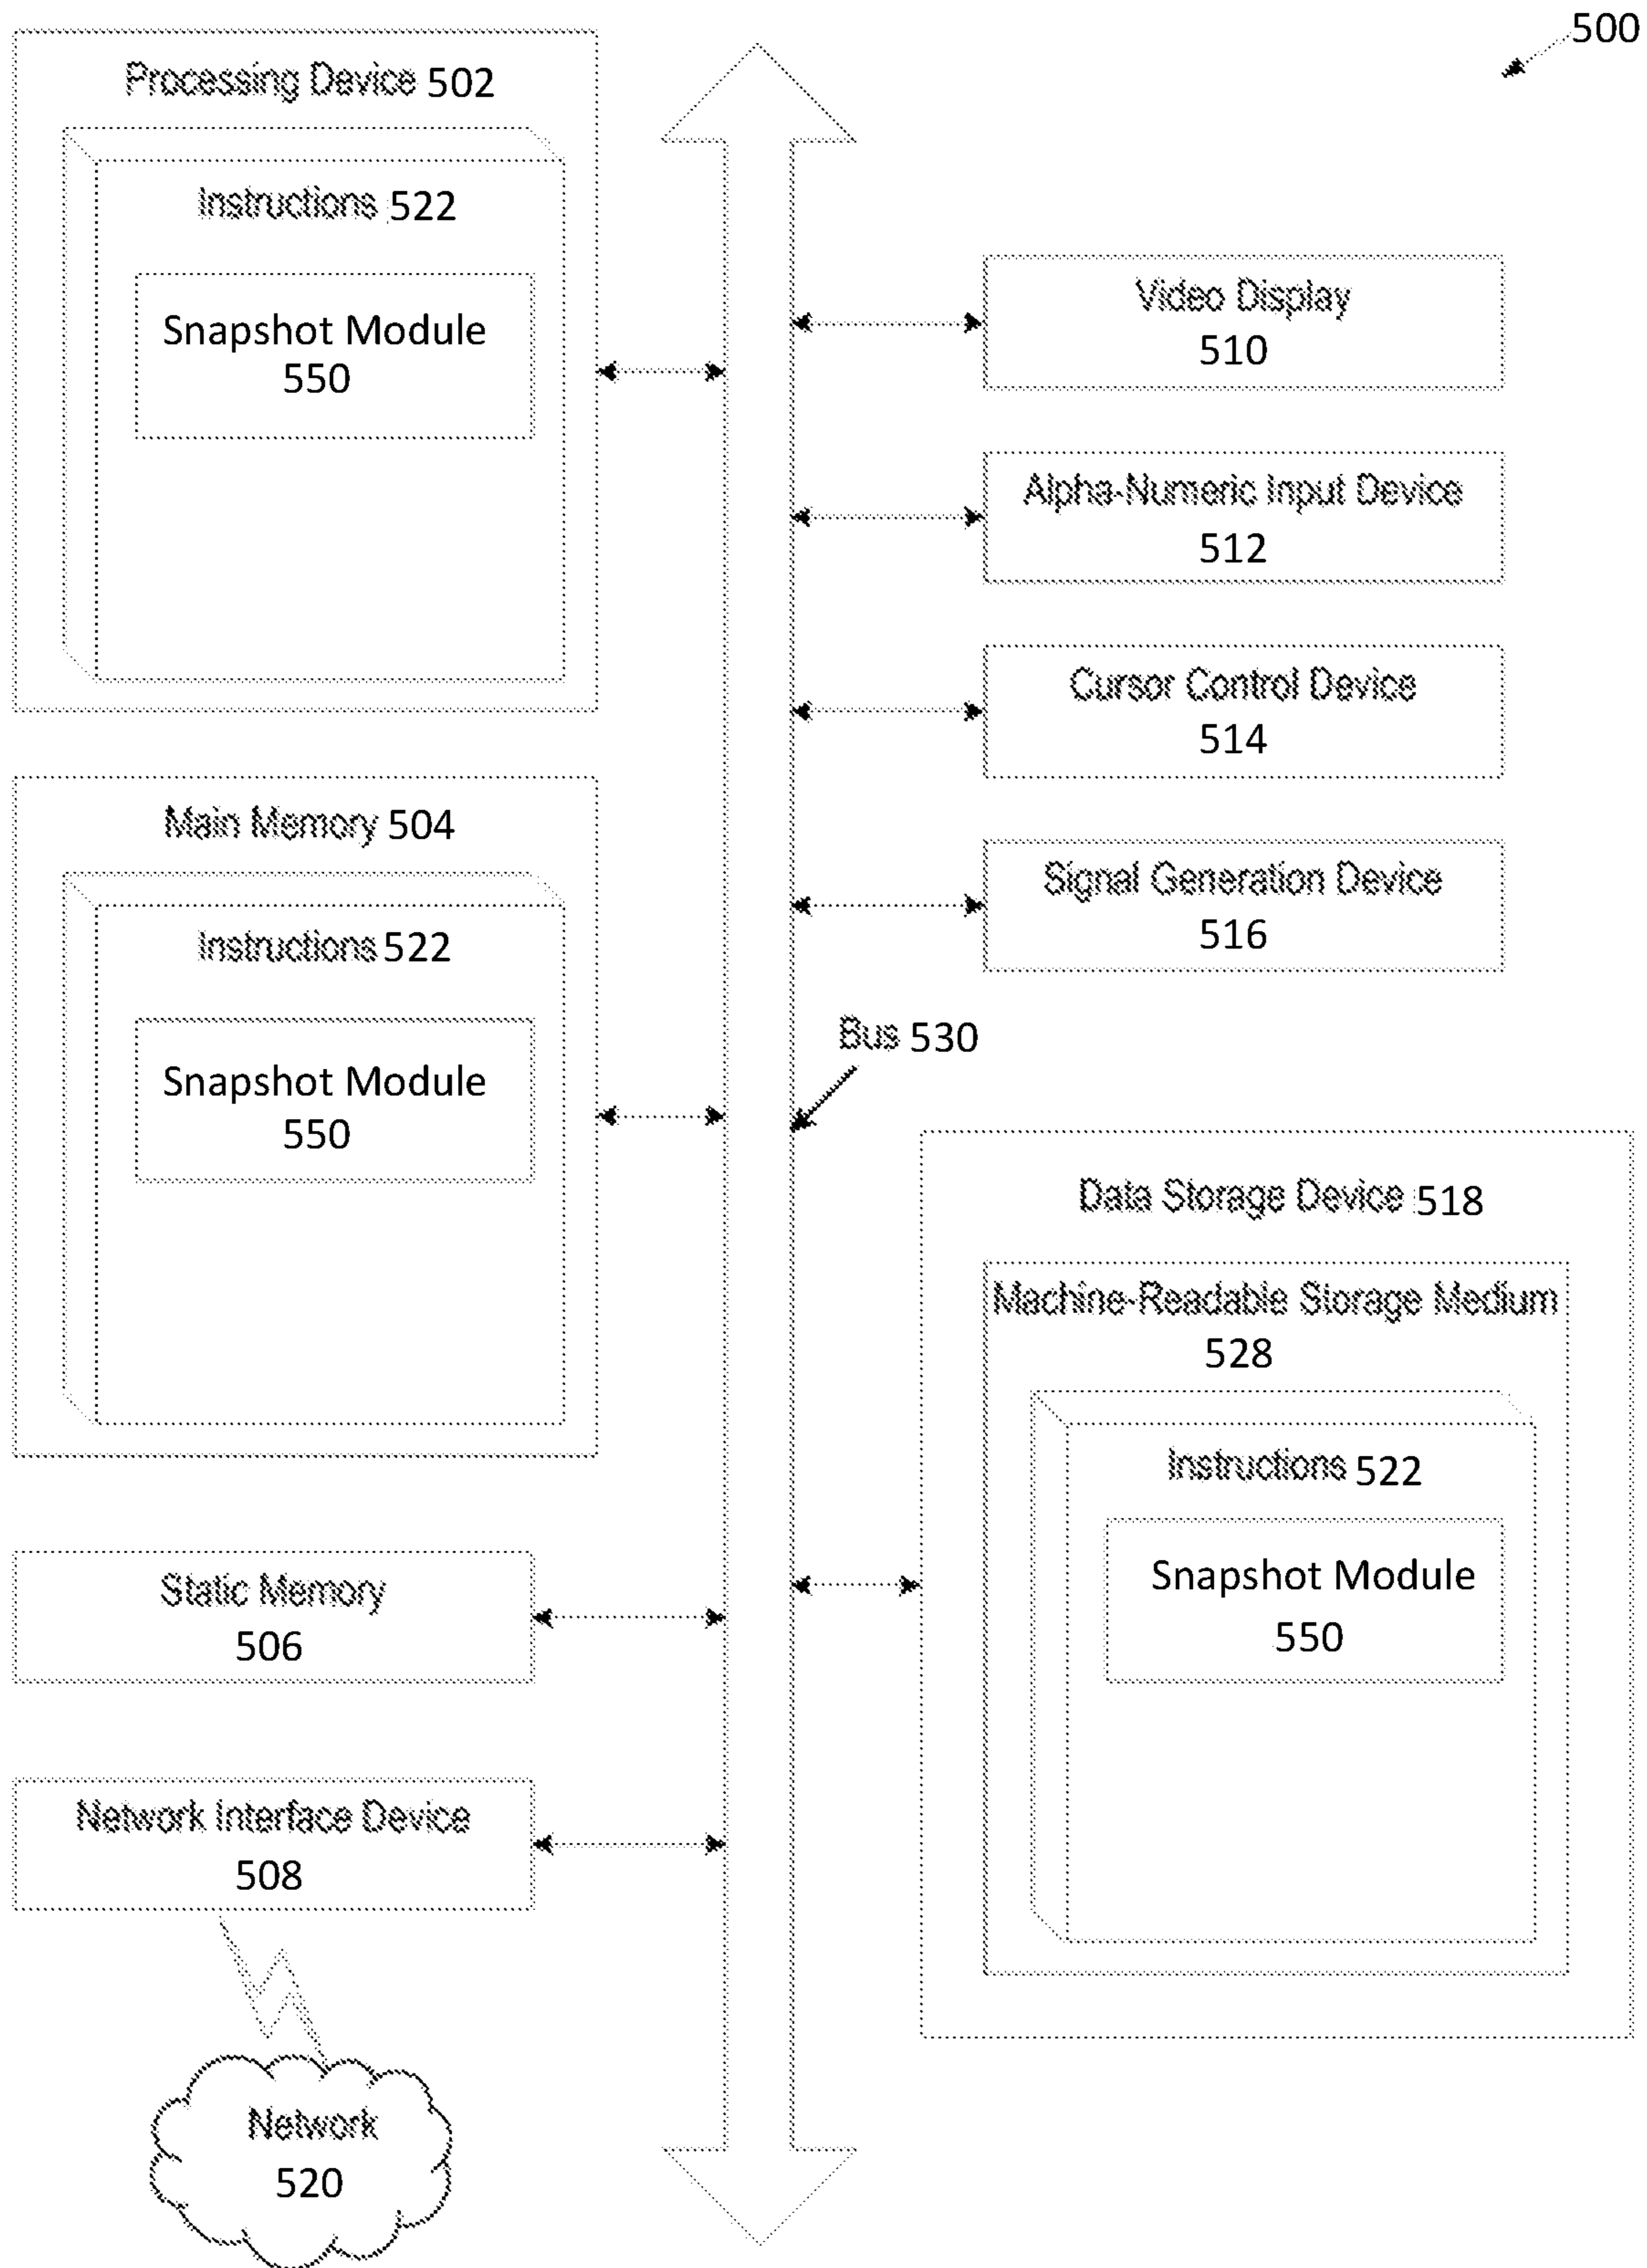 500
Processing Device 502
Instructions 522
Snapshot Module
550
Video Display
510
Alpha-Numeric Input Device
512
Cursor Control Device
514
Main Memory 504
Instructions 522
Snapshot Module
550
Signal Generation Device
516
Bus 530
Data Storage Device 518
Machine-Readable Storage Medium
528
Instructions 522
Snapshot Module
550
Static Memory
506
Network Interface Device
508
Network
520